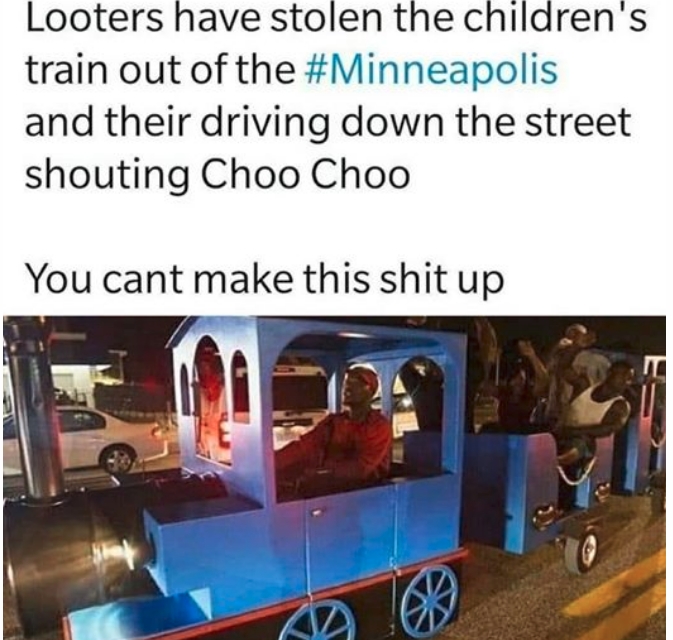 Looters have stolen the children's
train out of the #Minneapolis
and their driving down the street
shouting Choo Choo
You cant make this shit up